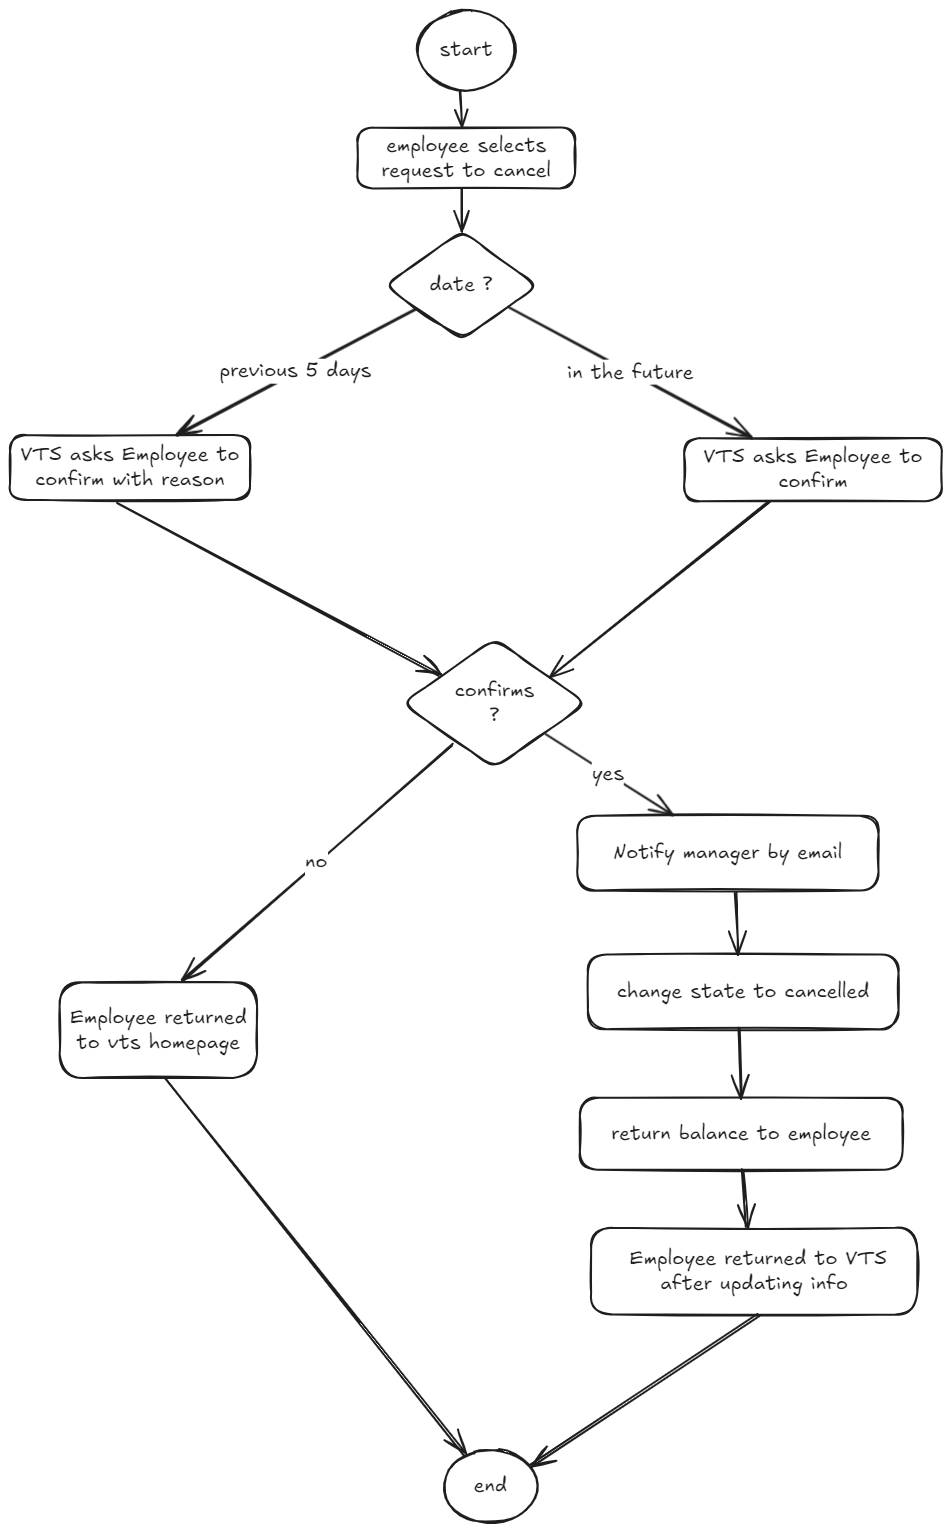 start
employee selects
request to cancel
date ?
previous 5 days
in the future
VTS asks Employee to
confirm with reason
VTS asks Employee to
confirm
confirms
?
yes
no
Notify manager by email
change state to cancelled
Employee returned
to vts homepage
return balance to employee
Employee returned to VTS
after updating info
end